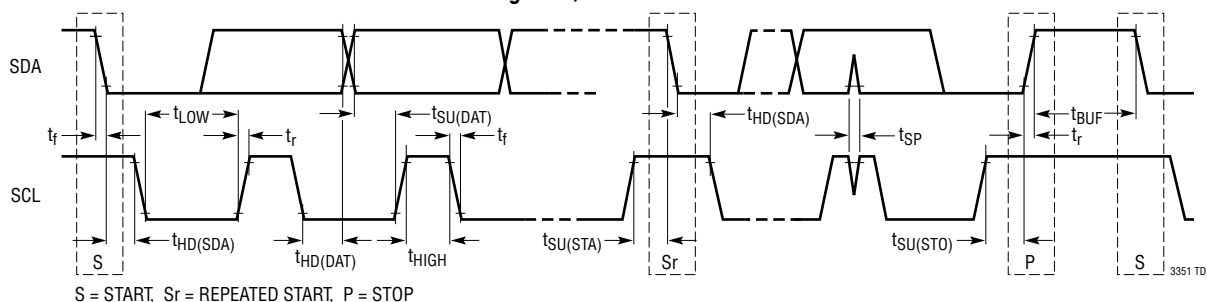 SDA
tLOW
tSU(DAT)
tHD(SDA)
tSP
tBUF
tf
tr
tf
tr
SCL
tHD(SDA)
tHD(DAT)
tHIGH
tSU(STA)
tSU(STO)
S
Sr
P
S
3351 TD
S = START, Sr = REPEATED START, P = STOP